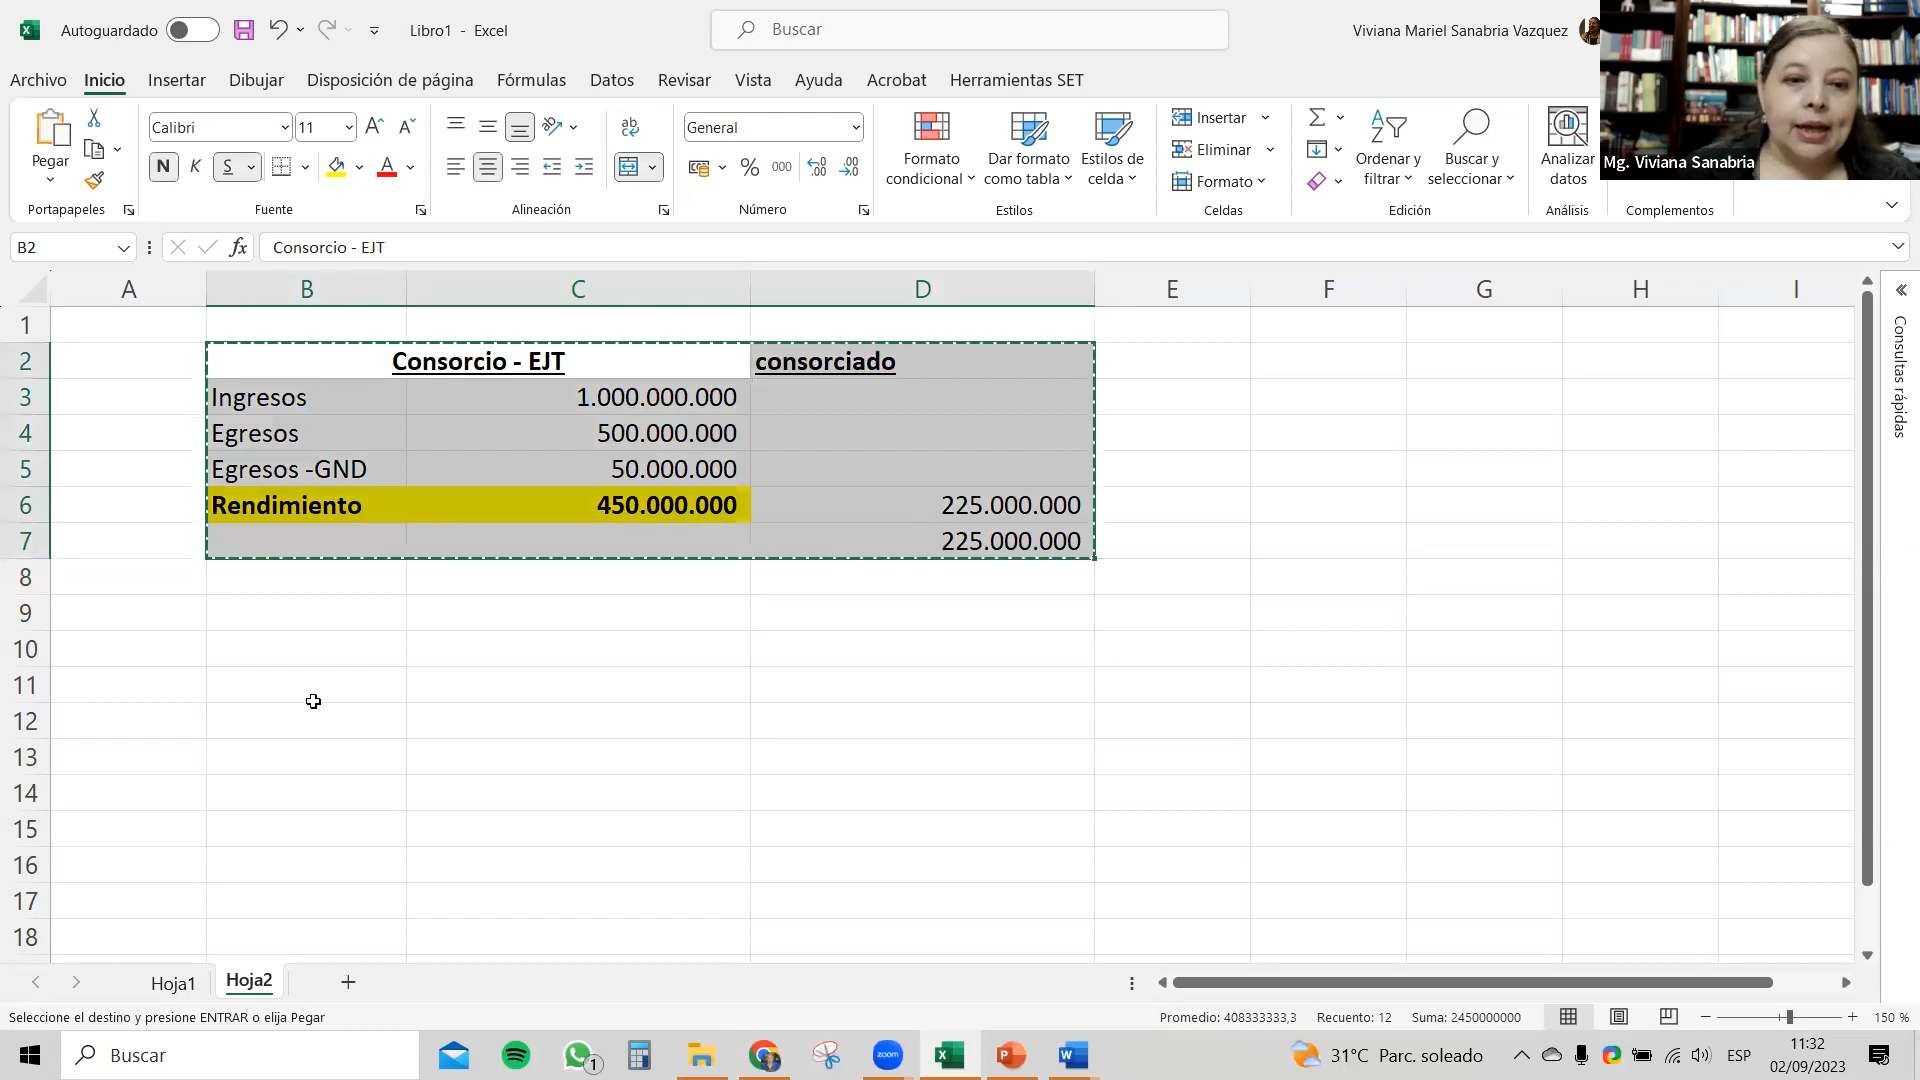 Autoguardado
Libro1 - Excel
Buscar
Viviana Mariel Sanabria Vazquez
Archivo Inicio Insertar Dibujar Disposición de página Fórmulas Datos Revisar Vista Ayuda Acrobat Herramientas SET
Pegar
Portapapeles
Calibri 11
N K S
Fuente
ab
Alineación
General
% 000
Número
Formato condicional
Dar formato como tabla
Estilos de celda
Estilos
Insertar
Eliminar
Formato
Celdas
Ordenar y filtrar
Buscar y seleccionar
Edición
Analizar datos
Análisis
Complementos
Mg. Viviana Sanabria
B2 fx Consorcio - EJT
A B C D E F G H I
1
2 Consorcio - EJT consorciado
3 Ingresos 1.000.000.000
4 Egresos 500.000.000
5 Egresos -GND 50.000.000
6 Rendimiento 450.000.000 225.000.000
7 225.000.000
8
9
10
11
12
13
14
15
16
17
18
Consultas rápidas
Hoja1 Hoja2
Seleccione el destino y presione ENTRAR o elija Pegar
Promedio: 408333333,3 Recuento: 12 Suma: 2450000000 150 %
Buscar
1
zoom
31°C Parc. soleado
ESP
11:32
02/09/2023